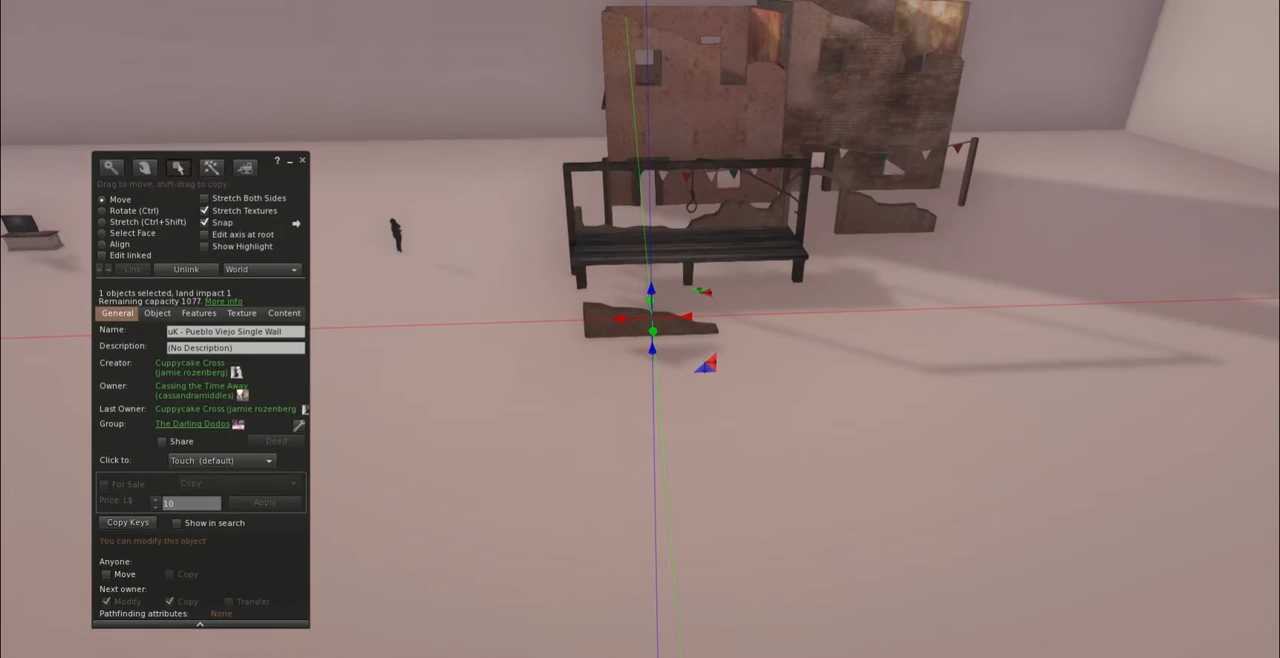 ?
Drag to move, shift-drag to copy
Move
Rotate (Ctrl)
Stretch (Ctrl+Shift)
Select Face
Align
Edit linked
Stretch Both Sides
Stretch Textures
Snap
Edit axis at root
Show Highlight
Link Unlink World
1 objects selected, land impact 1
Remaining capacity 1077. More info
General Object Features Texture Content
Name: uK - Pueblo Viejo Single Wall
Description: (No Description)
Creator: Cuppycake Cross
(jamie.rozenberg)
Owner: Cassing the Time Away
(cassandramiddles)
Last Owner: Cuppycake Cross (jamie.rozenberg
Group: The Darling Dodos
Share Deed
Click to: Touch (default)
For Sale: Copy
Price: L$ 10 Apply
Copy Keys Show in search
You can modify this object
Anyone:
Move Copy
Next owner:
Modify Copy Transfer
Pathfinding attributes: None